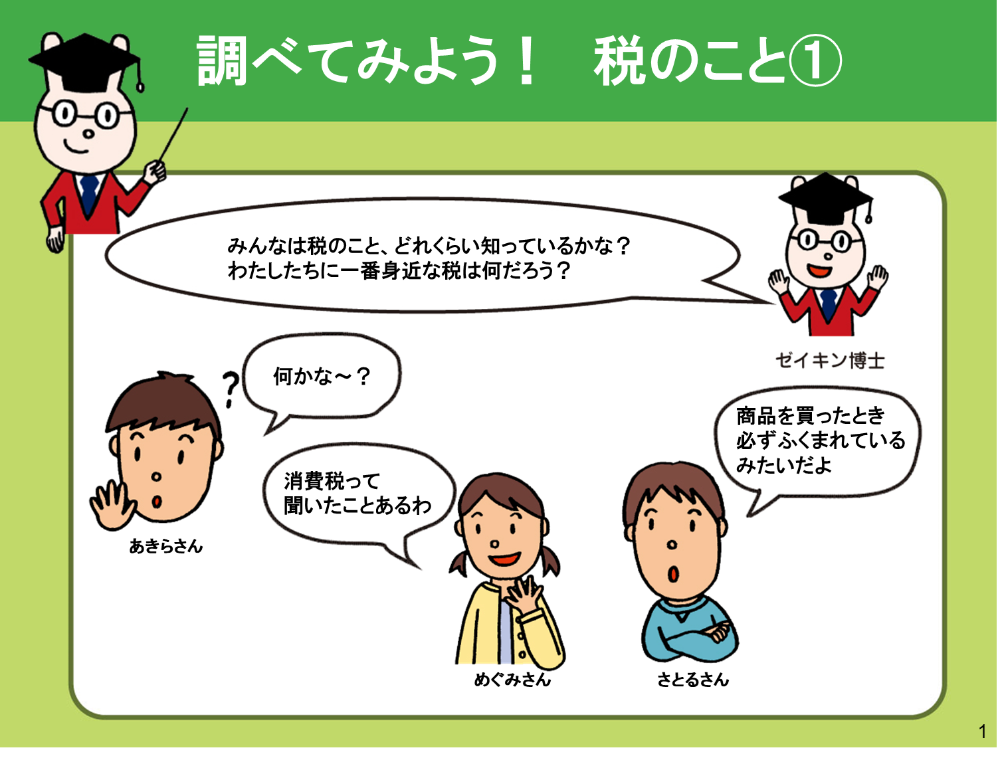 調べてみよう！　税のこと①
みんなは税のこと、どれくらい知っているかな？
わたしたちに一番身近な税は何だろう？
ゼイキン博士
何かな～？
?
あきらさん
消費税って
聞いたことあるわ
めぐみさん
商品を買ったとき
必ずふくまれている
みたいだよ
さとるさん
1